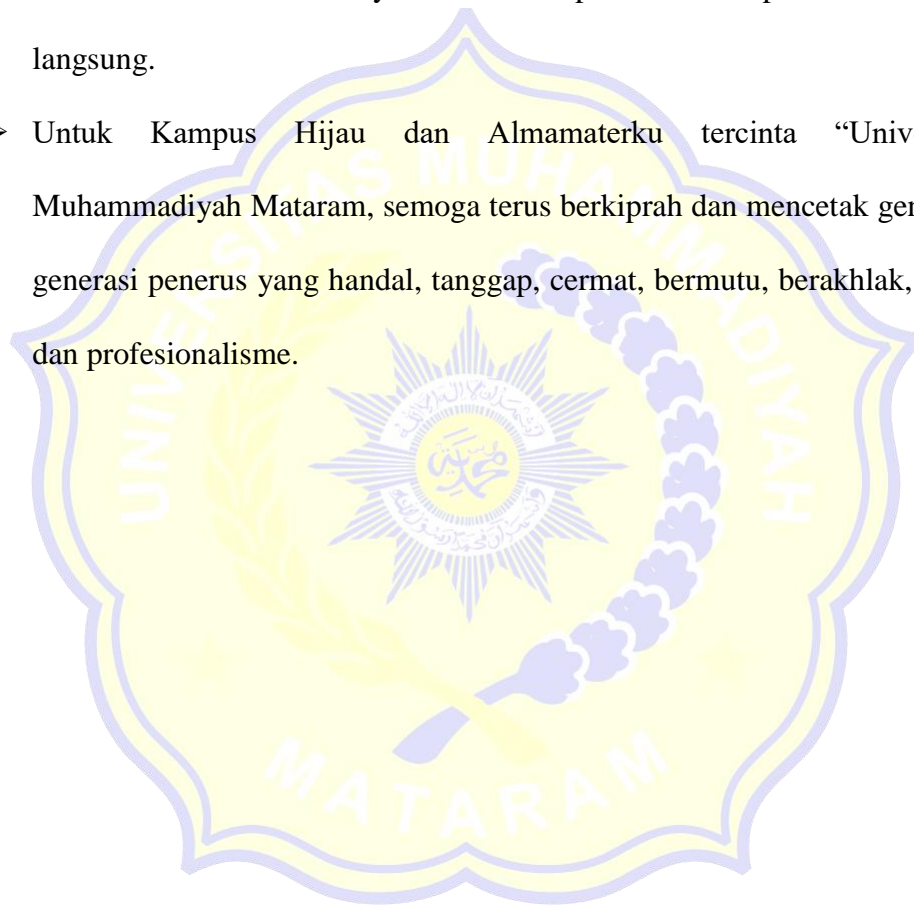 langsung.
➢ Untuk Kampus Hijau dan Almamaterku tercinta “Univ
Muhammadiyah Mataram, semoga terus berkiprah dan mencetak gen
generasi penerus yang handal, tanggap, cermat, bermutu, berakhlak,
dan profesionalisme.
UNIVERSITAS MUHAMMADIYAH
MATARAM